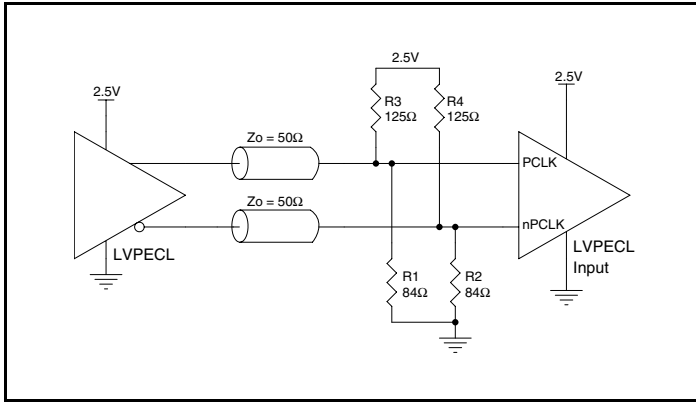 2.5V
2.5V
2.5V
R3
125Ω
R4
125Ω
Zo = 50Ω
PCLK
Zo = 50Ω
nPCLK
LVPECL
LVPECL
Input
R1
84Ω
R2
84Ω